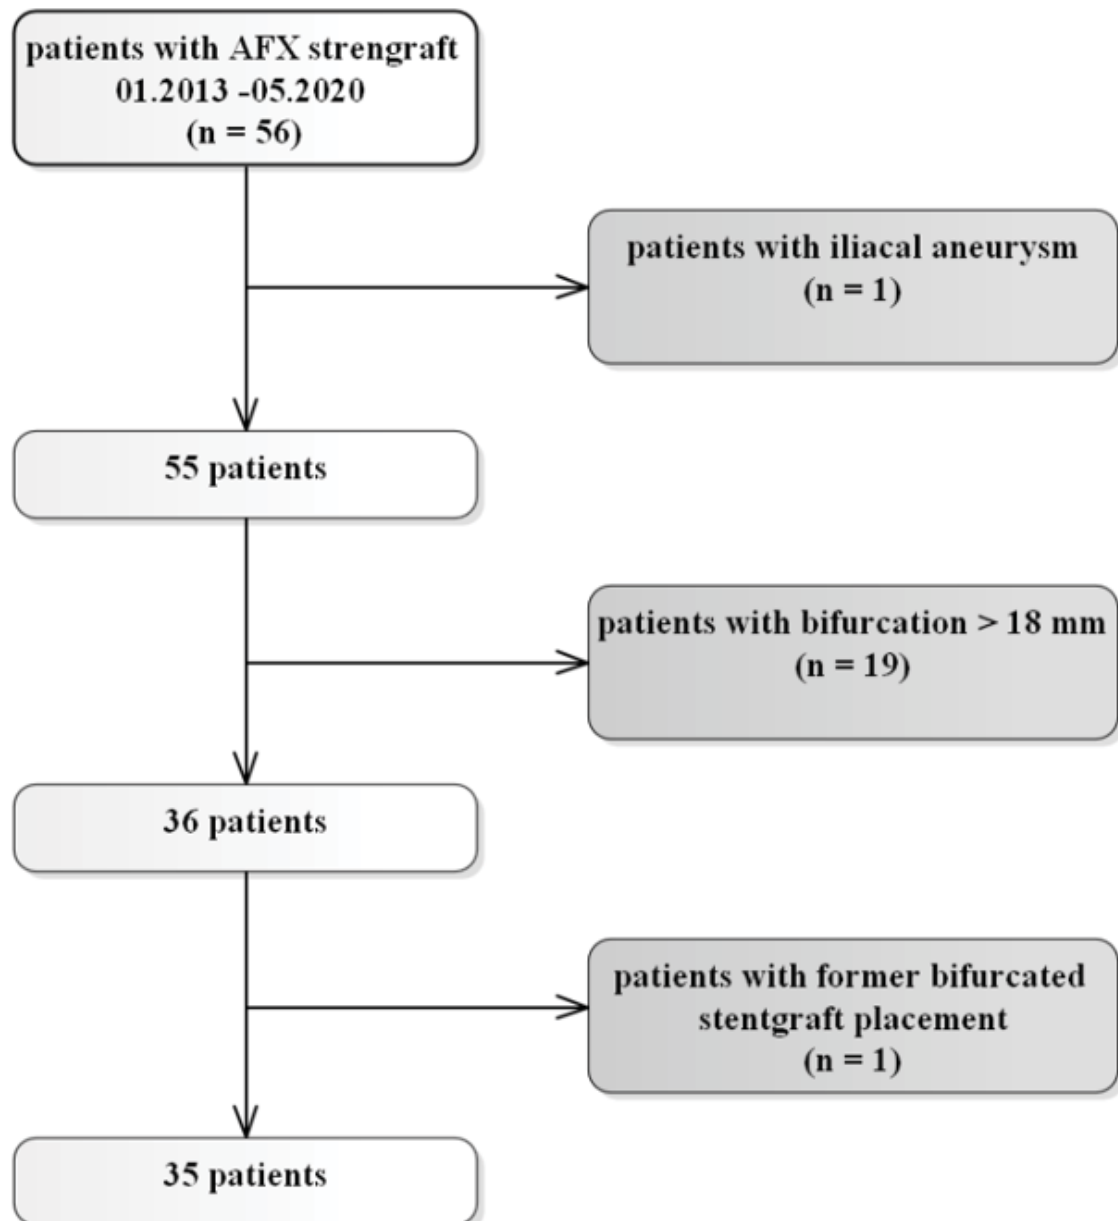 patients with AFX strengraft
01.2013 -05.2020
(n = 56)
patients with iliacal aneurysm
(n = 1)
55 patients
patients with bifurcation > 18 mm
(n = 19)
36 patients
patients with former bifurcated
stentgraft placement
(n = 1)
35 patients